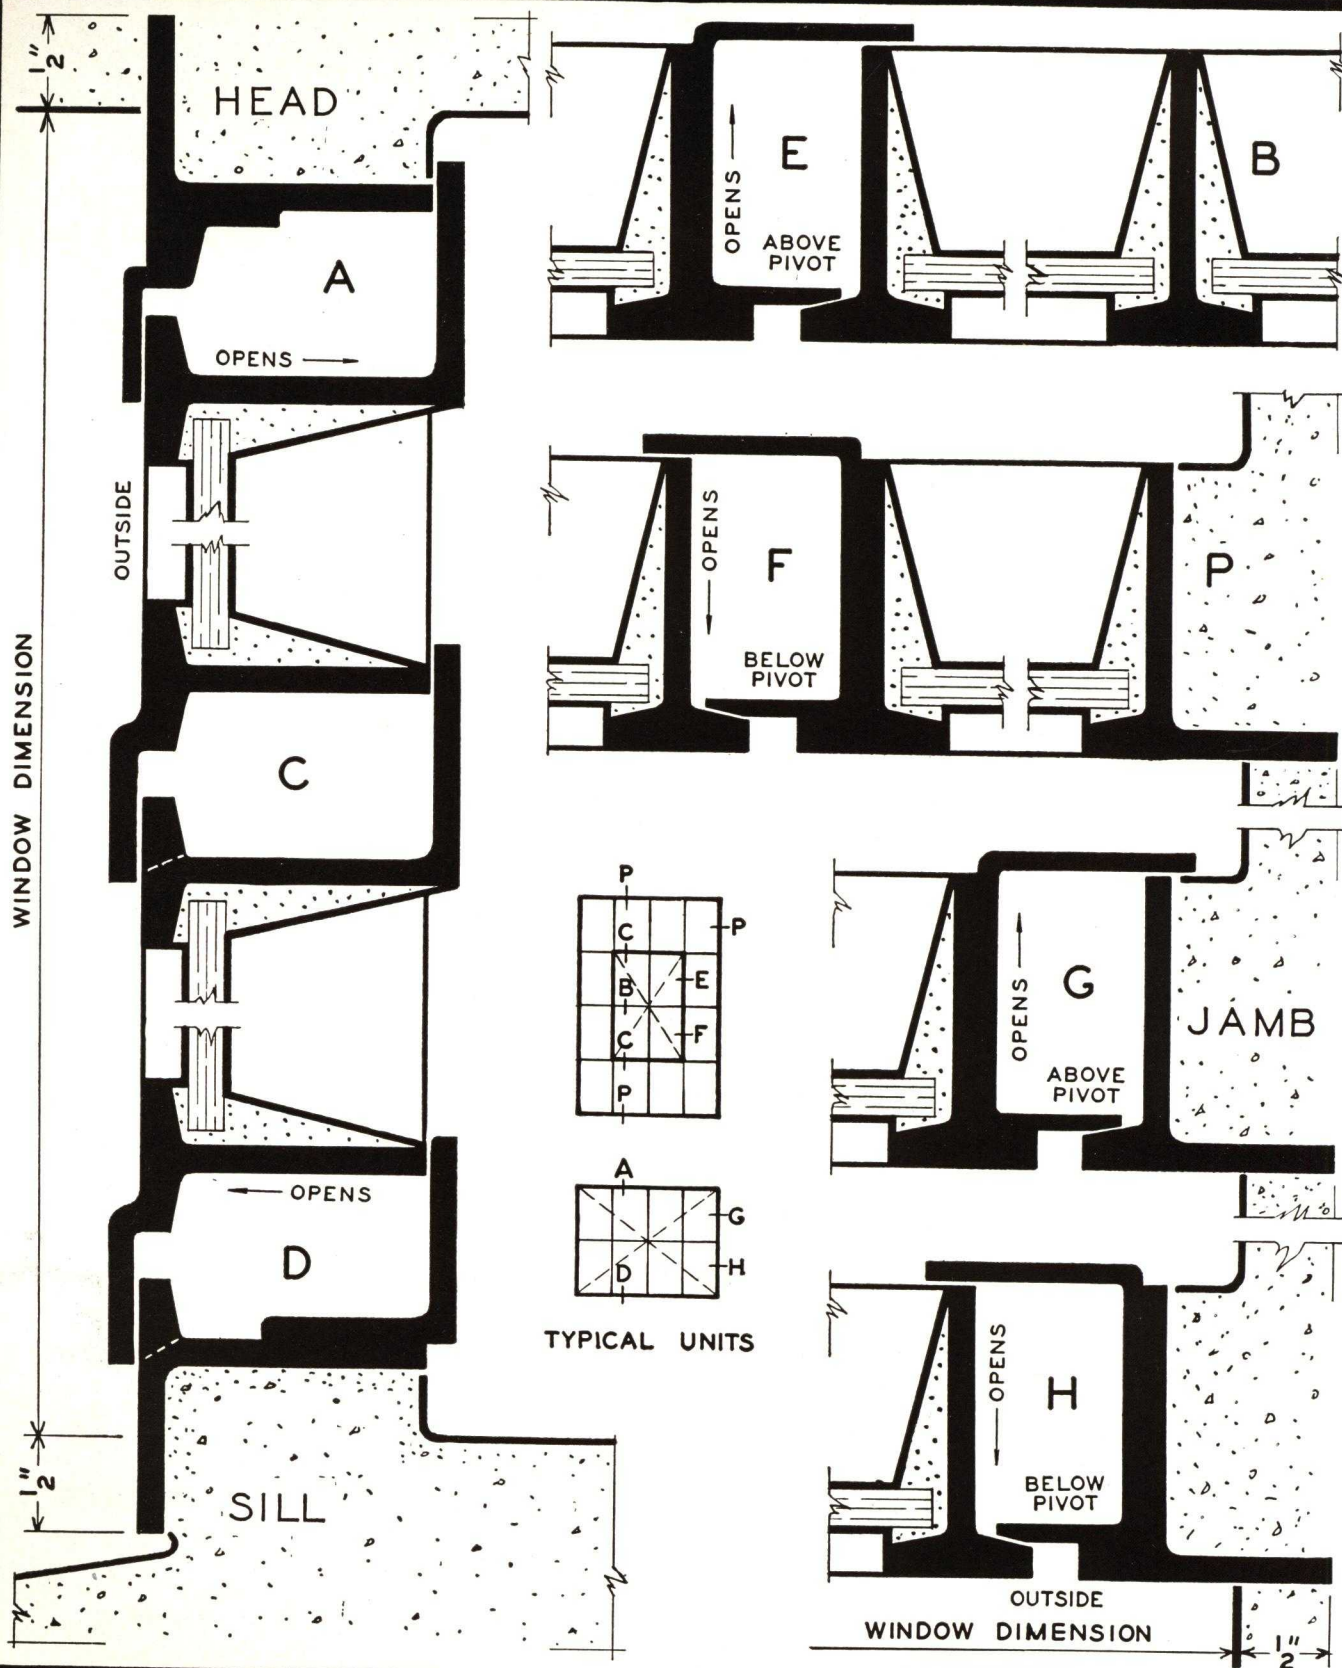 1/2"
HEAD
A
OPENS
OUTSIDE
WINDOW DIMENSION
C
OPENS
D
1/2"
SILL
E
OPENS
ABOVE
PIVOT
B
OPENS
F
BELOW
PIVOT
P
P
C
P
B
E
C
F
P
A
G
D
H
TYPICAL UNITS
OPENS
G
ABOVE
PIVOT
JAMB
OPENS
H
BELOW
PIVOT
OUTSIDE
WINDOW DIMENSION
1/2"